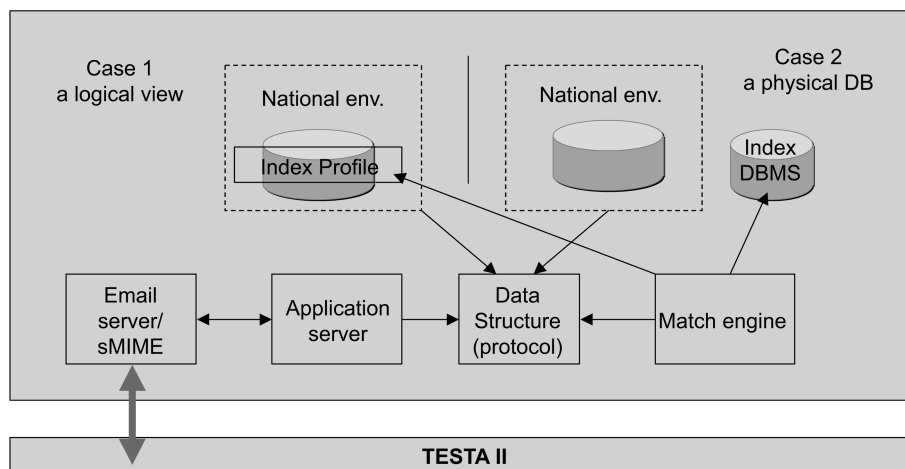 Case 1
a logical view
National env.
Index Profile
National env.
Case 2
a physical DB
Index
DBMS
Email
server/
sMIME
Application
server
Data
Structure
(protocol)
Match engine
TESTA II